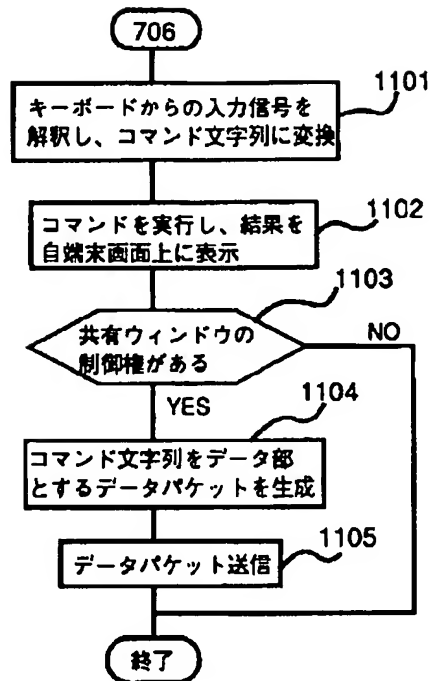 706
1101
キーボードからの入力信号を
解釈し、コマンド文字列に変換
1102
コマンドを実行し、結果を
自端末画面上に表示
1103
共有ウィンドウの
制御権がある
NO
YES
1104
コマンド文字列をデータ部
とするデータパケットを生成
1105
データパケット送信
終了